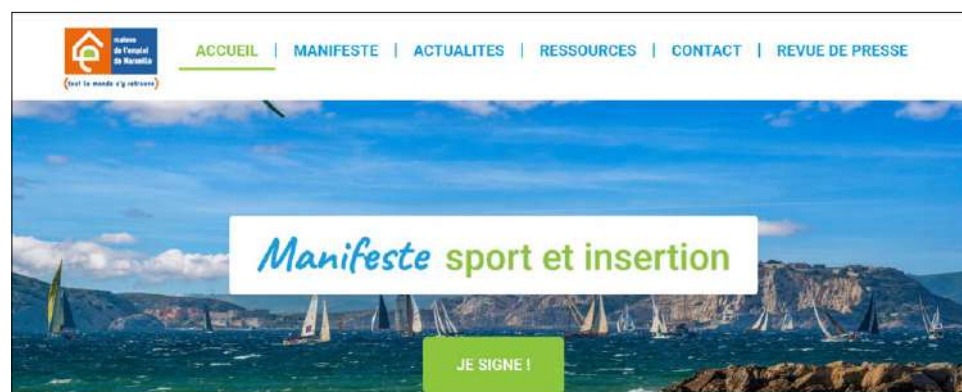 maison
de l'emploi
de Marseille
(tout le monde s'y retrouve)
ACCUEIL | MANIFESTE | ACTUALITES | RESSOURCES | CONTACT | REVUE DE PRESSE
Manifeste sport et insertion
JE SIGNE !